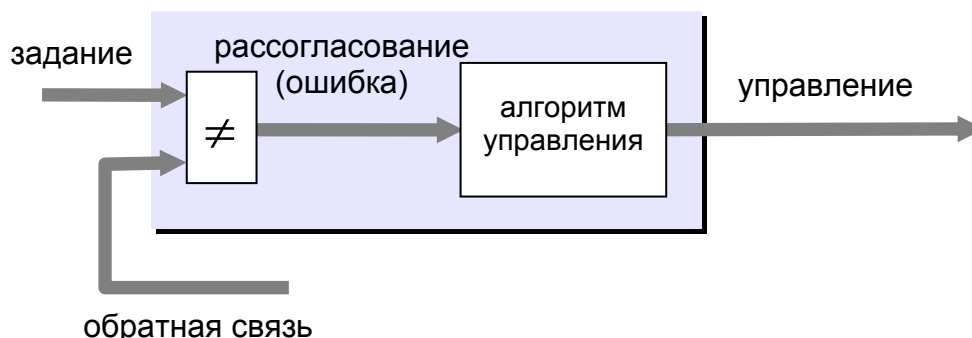 задание
рассогласование
(ошибка)
≠
алгоритм
управления
управление
обратная связь